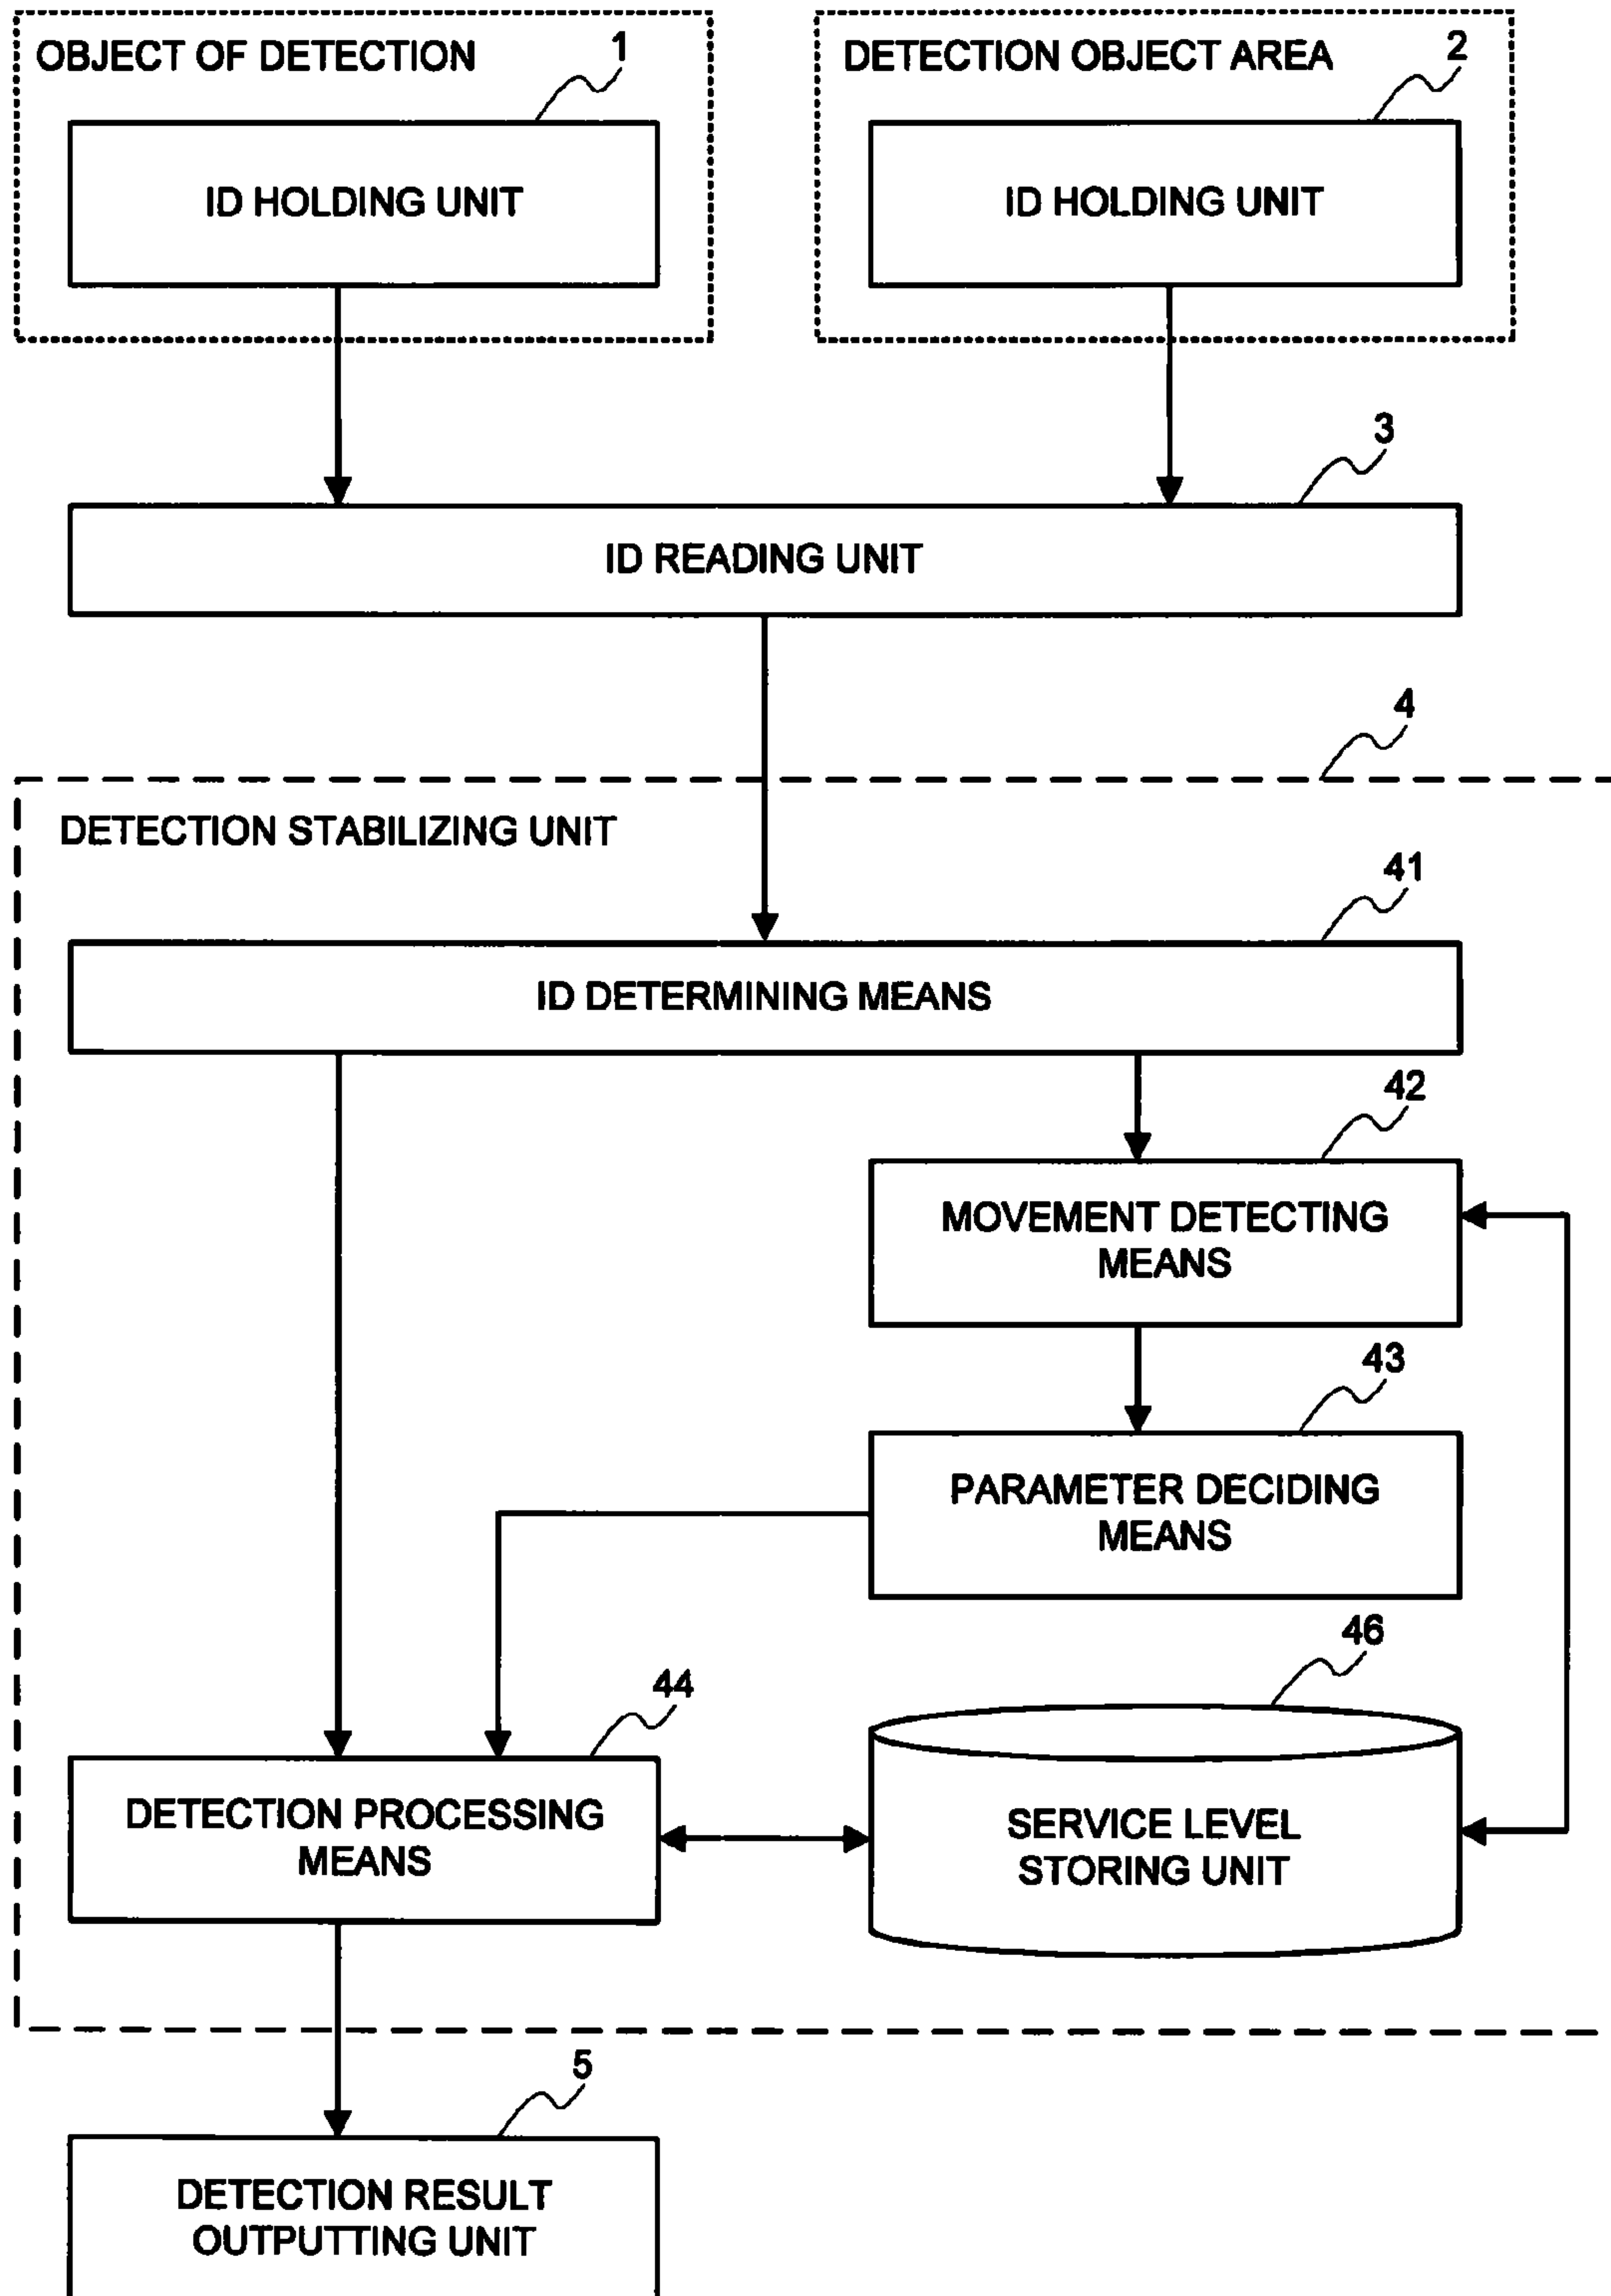 OBJECT OF DETECTION
1
DETECTION OBJECT AREA
2
ID HOLDING UNIT
ID HOLDING UNIT
3
ID READING UNIT
4
DETECTION STABILIZING UNIT
41
ID DETERMINING MEANS
42
MOVEMENT DETECTING
MEANS
43
PARAMETER DECIDING
MEANS
46
44
DETECTION PROCESSING
MEANS
SERVICE LEVEL
STORING UNIT
5
DETECTION RESULT
OUTPUTTING UNIT